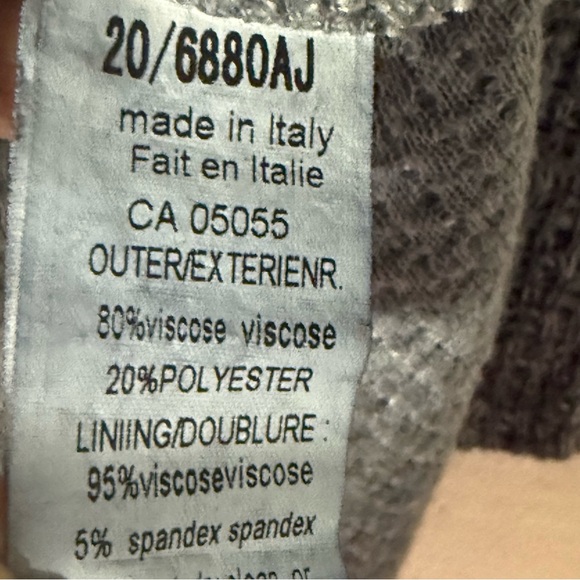 20/6880AJ
made in Italy
Fait en Italie
CA 05055
OUTER/EXTERIENR.
80%viscose viscose
20%POLYESTER
LINIING/DOUBLURE :
95%viscoseviscose
5% spandex spandex
or